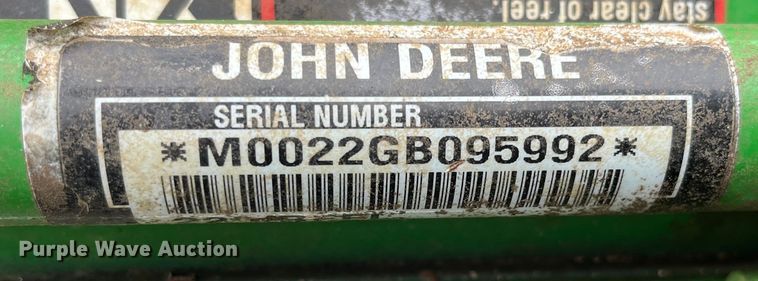 stay clear of reel.
JOHN DEERE
SERIAL NUMBER
*M0022GB095992*
Purple Wave Auction